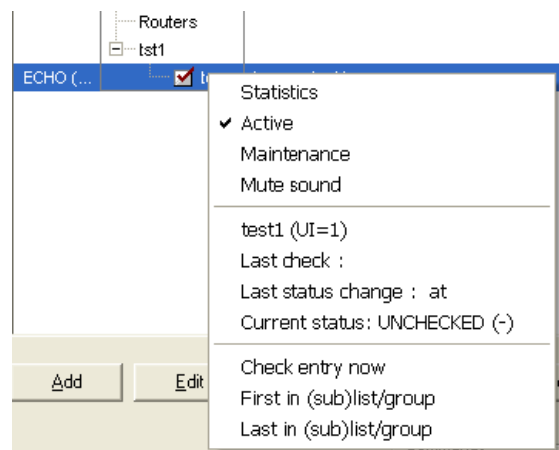 Routers
tst1
ECHO (...
Statistics
Active
Maintenance
Mute sound
test1 (UI=1)
Last check :
Last status change : at
Current status: UNCHECKED (-)
Check entry now
First in (sub)list/group
Last in (sub)list/group
Add
Edit